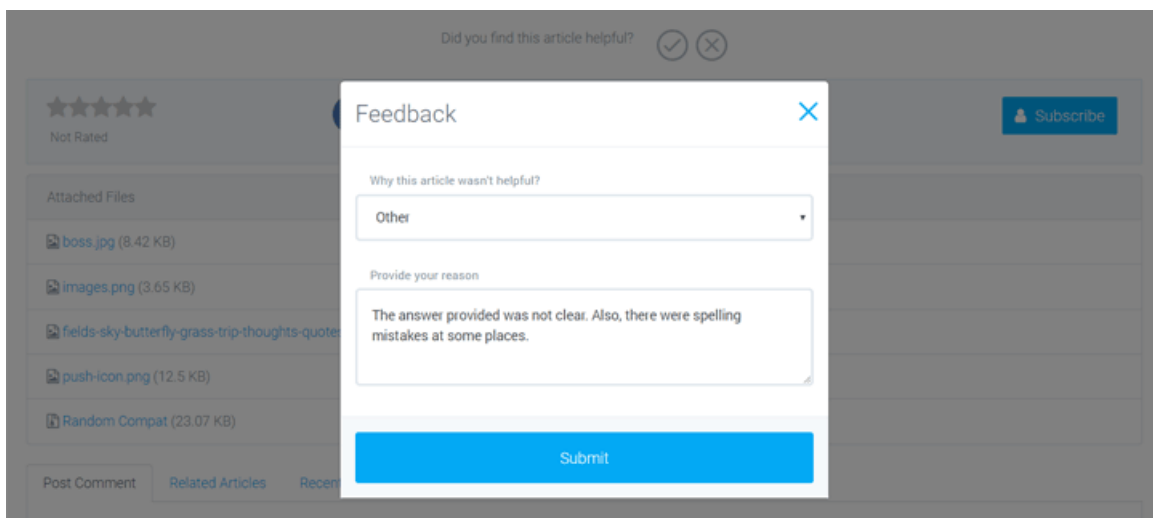 Did you find this article helpful?
Feedback
Not Rated
Subscribe
Why this article wasn't helpful?
Other
Attached Files
boss.jpg (8.42 KB)
images.png (3.65 KB)
fields-sky-butterfly-grass-trip-thoughts-quote
push-icon.png (12.5 KB)
Random Compat (23.07 KB)
Provide your reason
The answer provided was not clear. Also, there were spelling
mistakes at some places.
Submit
Post Comment Related Articles Recen